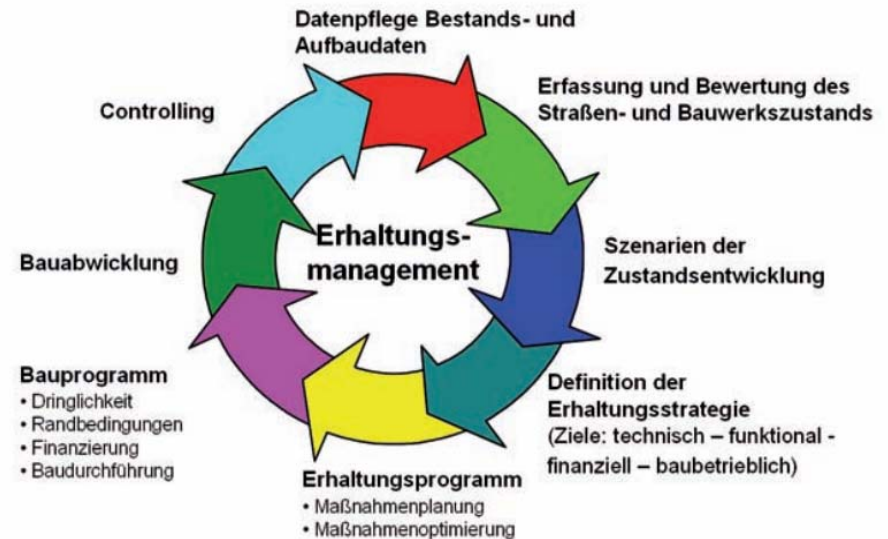 Datenpflege Bestands- und
Aufbaudaten
Erfassung und Bewertung des
Straßen- und Bauwerkszustands
Szenarien der
Zustandsentwicklung
Definition der
Erhaltungsstrategie
(Ziele: technisch – funktional -
finanziell – baubetrieblich)
Erhaltungsprogramm
• Maßnahmenplanung
• Maßnahmenoptimierung
Bauprogramm
• Dringlichkeit
• Randbedingungen
• Finanzierung
• Baudurchführung
Bauabwicklung
Controlling
Erhaltungs-
management